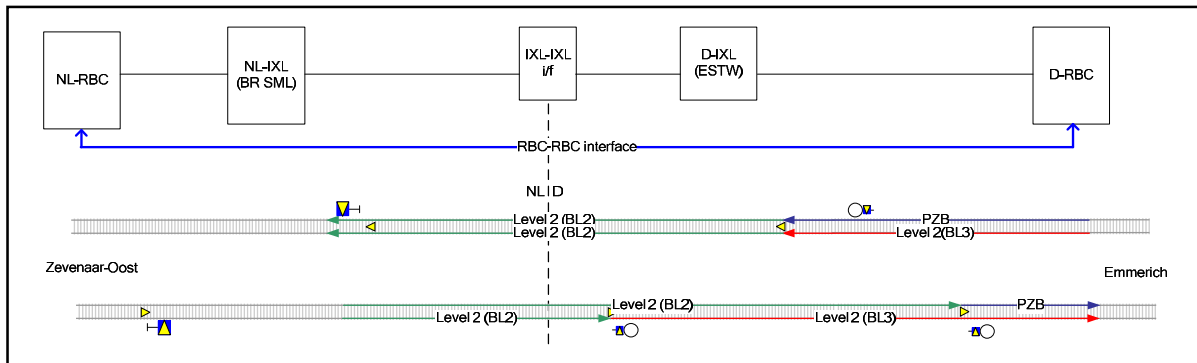 NL-RBC
NL-IXL
(BR SML)
IXL-IXL
i/f
D-IXL
(ESTW)
D-RBC
RBC-RBC interface
NL D
Level 2 (BL2)
PZB
Level 2 (BL2)
Level 2(BL3)
Zevenaar-Oost
Emmerich
Level 2 (BL2)
PZB
Level 2 (BL2)
Level 2 (BL3)